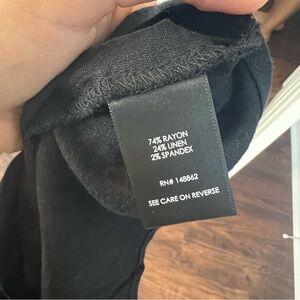 74% RAYON
24% LINEN
2% SPANDEX
RN# 148862
SEE CARE ON REVERSE